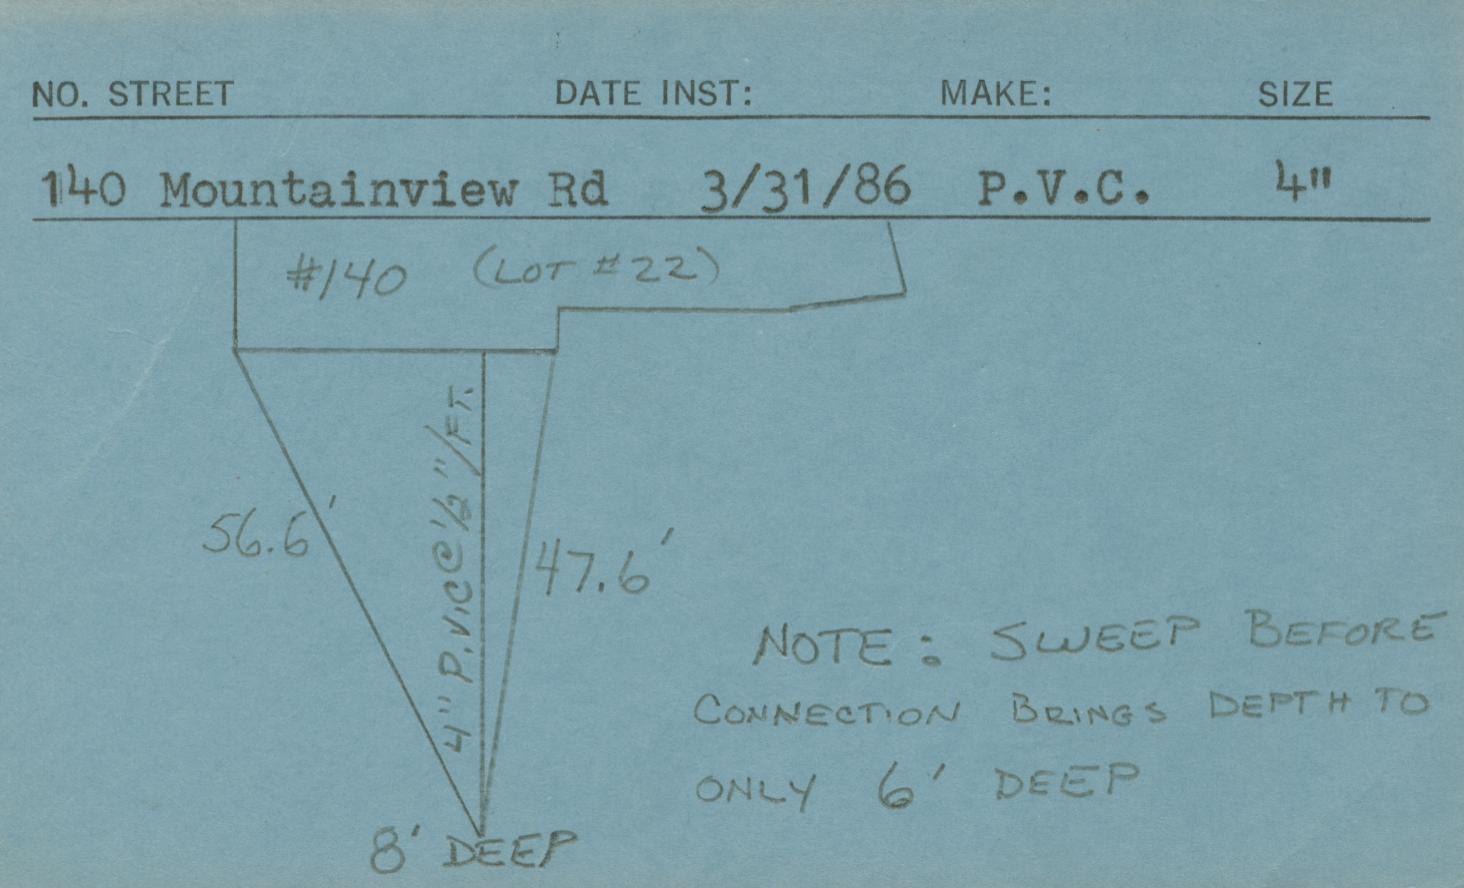 NO. STREET DATE INST: MAKE: SIZE
140 Mountainview Rd 3/31/86 P.V.C. 4"
#140 (LOT #22)
4" P.V.C @ 1/2"/FT.
56.6'
47.6'
NOTE: SWEEP BEFORE
CONNECTION BRINGS DEPTH TO
ONLY 6' DEEP
8' DEEP